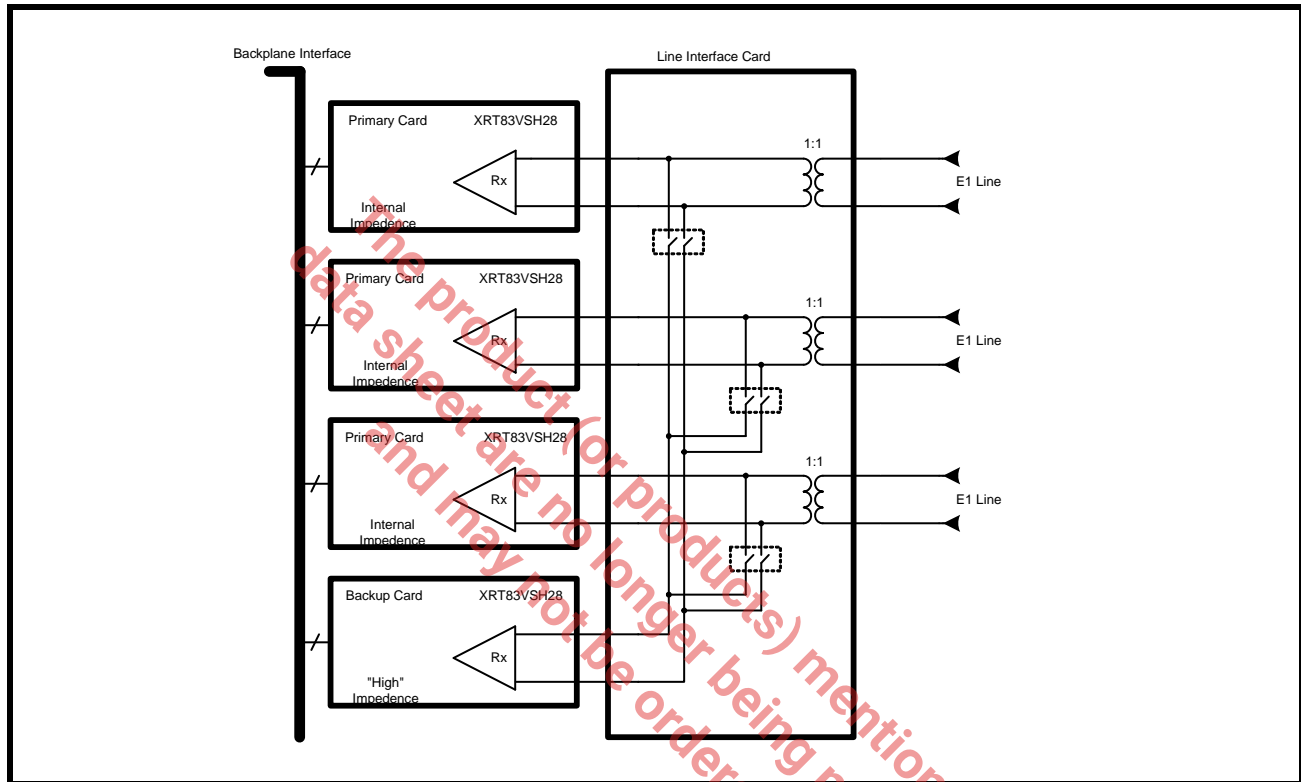 Backplane Interface
Line Interface Card
Primary Card XRT83VSH28
Rx
Internal
Impedence
1:1
E1 Line
Primary Card XRT83VSH28
Rx
Internal
Impedence
1:1
E1 Line
Primary Card XRT83VSH28
Rx
Internal
Impedence
1:1
E1 Line
Backup Card XRT83VSH28
Rx
"High"
Impedence
The product (or products) mention
data sheet are no longer being
and may not be order